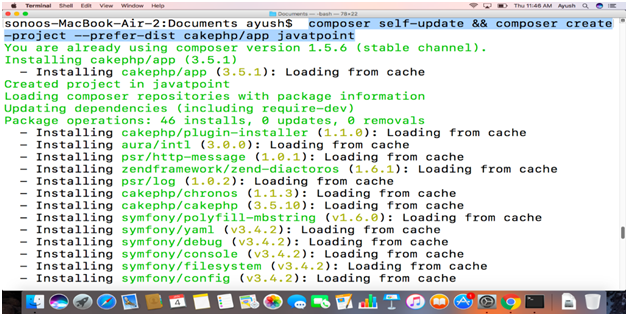 Terminal Shell Edit View Window Help Thu 11:46 AM Ayush
Documents — -bash — 78×22
sonoos-MacBook-Air-2:Documents ayush$ composer self-update && composer create
-project --prefer-dist cakephp/app javatpoint
You are already using composer version 1.5.6 (stable channel).
Installing cakephp/app (3.5.1)
- Installing cakephp/app (3.5.1): Loading from cache
Created project in javatpoint
Loading composer repositories with package information
Updating dependencies (including require-dev)
Package operations: 46 installs, 0 updates, 0 removals
- Installing cakephp/plugin-installer (1.1.0): Loading from cache
- Installing aura/intl (3.0.0): Loading from cache
- Installing psr/http-message (1.0.1): Loading from cache
- Installing zendframework/zend-diactoros (1.6.1): Loading from cache
- Installing psr/log (1.0.2): Loading from cache
- Installing cakephp/chronos (1.1.3): Loading from cache
- Installing cakephp/cakephp (3.5.10): Loading from cache
- Installing symfony/polyfill-mbstring (v1.6.0): Loading from cache
- Installing symfony/yaml (v3.4.2): Loading from cache
- Installing symfony/debug (v3.4.2): Loading from cache
- Installing symfony/console (v3.4.2): Loading from cache
- Installing symfony/filesystem (v3.4.2): Loading from cache
- Installing symfony/config (v3.4.2): Loading from cache
4